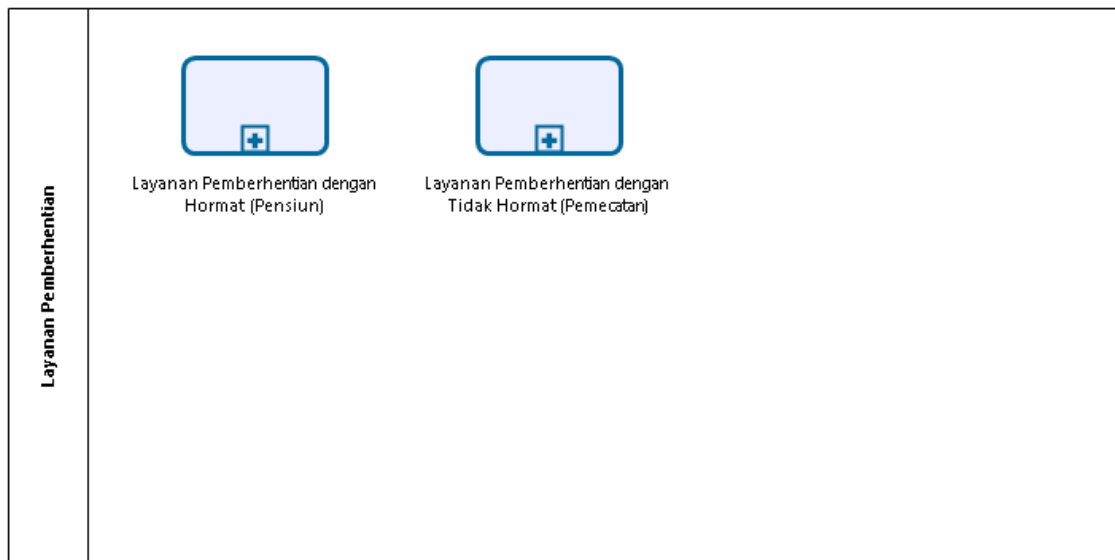 Layanan Pemberhentian
Layanan Pemberhentian dengan
Hormat (Pensiun)
Layanan Pemberhentian dengan
Tidak Hormat (Pemecatan)